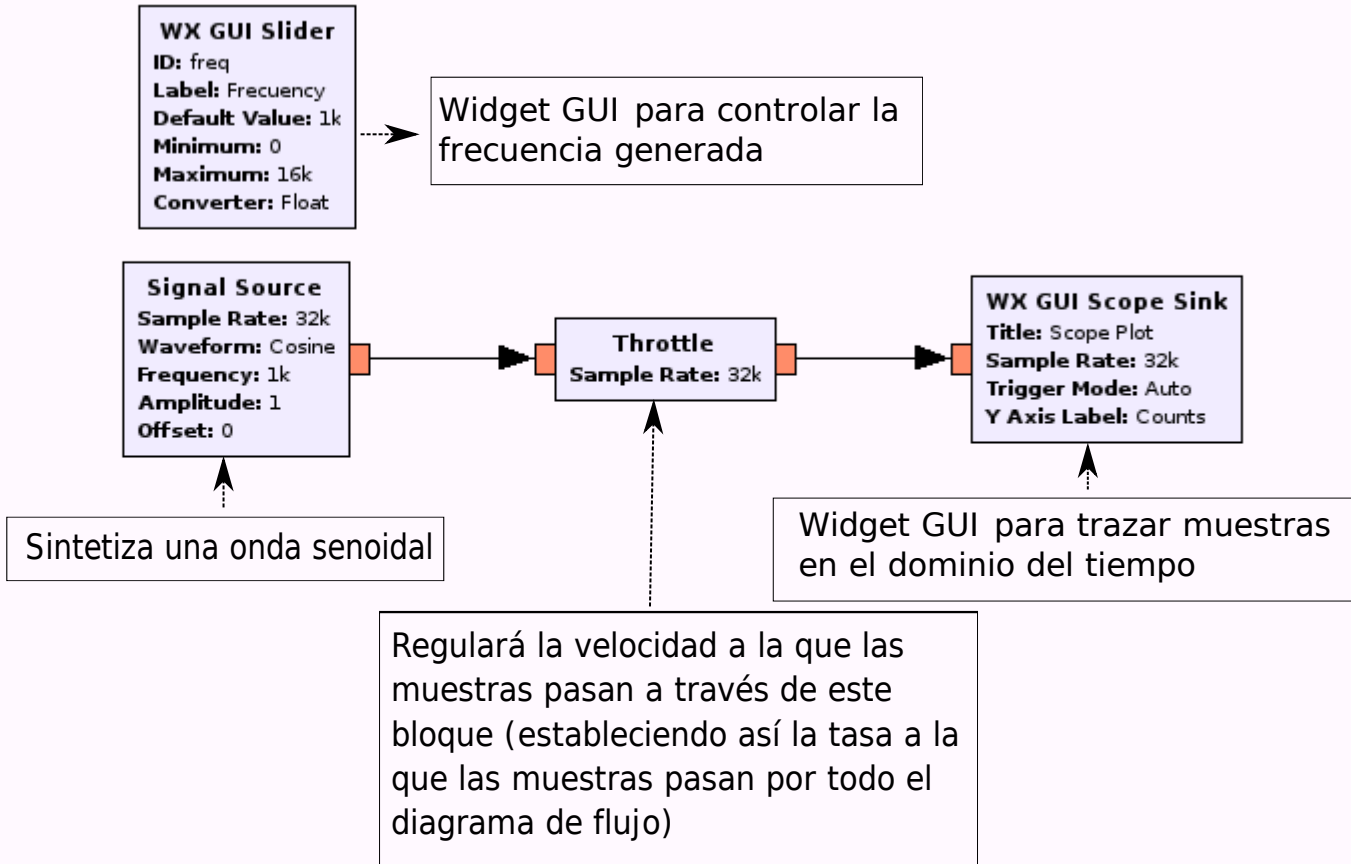 WX GUI Slider
ID: freq
Label: Frecuency
Default Value: 1k
Minimum: 0
Maximum: 16k
Converter: Float
Widget GUI para controlar la
frecuencia generada
Signal Source
Sample Rate: 32k
Waveform: Cosine
Frequency: 1k
Amplitude: 1
Offset: 0
Throttle
Sample Rate: 32k
WX GUI Scope Sink
Title: Scope Plot
Sample Rate: 32k
Trigger Mode: Auto
Y Axis Label: Counts
Sintetiza una onda senoidal
Widget GUI para trazar muestras
en el dominio del tiempo
Regulará la velocidad a la que las
muestras pasan a través de este
bloque (estableciendo así la tasa a la
que las muestras pasan por todo el
diagrama de flujo)